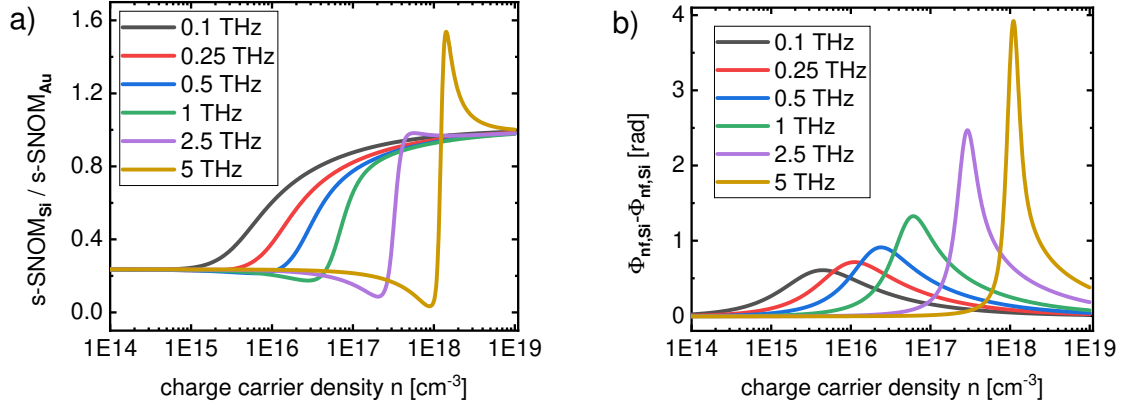 a)
s-SNOM_Si / s-SNOM_Au
1.6
1.2
0.8
0.4
0.0
0.1 THz
0.25 THz
0.5 THz
1 THz
2.5 THz
5 THz
1E14 1E15 1E16 1E17 1E18 1E19
charge carrier density n [cm⁻³]
b)
Φ_nf,Si-Φ_nf,Si [rad]
4
3
2
1
0
0.1 THz
0.25 THz
0.5 THz
1 THz
2.5 THz
5 THz
1E14 1E15 1E16 1E17 1E18 1E19
charge carrier density n [cm⁻³]